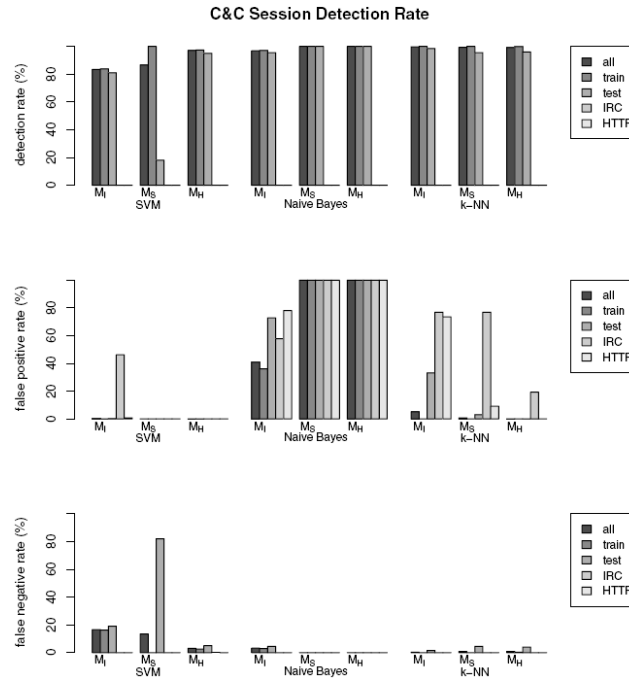 C&C Session Detection Rate
detection rate (%)
0 20 40 60 80
M_I M_S M_H M_I M_S M_H M_I M_S M_H
SVM Naive Bayes k−NN
all
train
test
IRC
HTTP
false positive rate (%)
0 20 40 60 80
M_I M_S M_H M_I M_S M_H M_I M_S M_H
SVM Naive Bayes k−NN
all
train
test
IRC
HTTP
false negative rate (%)
0 20 40 60 80
M_I M_S M_H M_I M_S M_H M_I M_S M_H
SVM Naive Bayes k−NN
all
train
test
IRC
HTTP